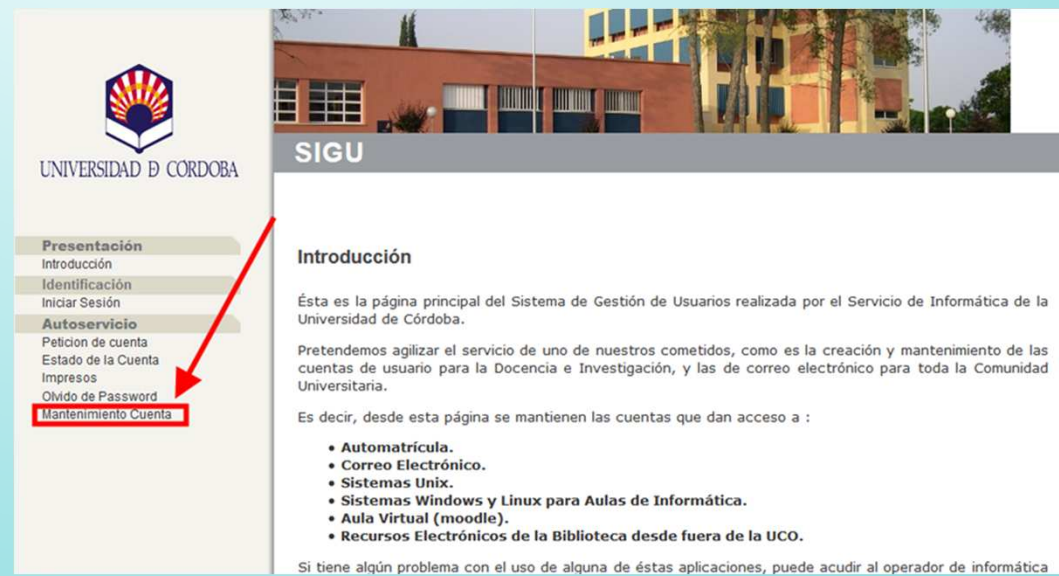 UNIVERSIDAD Ð CORDOBA
SIGU
Presentación
Introducción
Identificación
Iniciar Sesión
Autoservicio
Peticion de cuenta
Estado de la Cuenta
Impresos
Olvido de Password
Mantenimiento Cuenta
Introducción
Ésta es la página principal del Sistema de Gestión de Usuarios realizada por el Servicio de Informática de la
Universidad de Córdoba.
Pretendemos agilizar el servicio de uno de nuestros cometidos, como es la creación y mantenimiento de las
cuentas de usuario para la Docencia e Investigación, y las de correo electrónico para toda la Comunidad
Universitaria.
Es decir, desde esta página se mantienen las cuentas que dan acceso a :
• Automatrícula.
• Correo Electrónico.
• Sistemas Unix.
• Sistemas Windows y Linux para Aulas de Informática.
• Aula Virtual (moodle).
• Recursos Electrónicos de la Biblioteca desde fuera de la UCO.
Si tiene algún problema con el uso de alguna de éstas aplicaciones, puede acudir al operador de informática